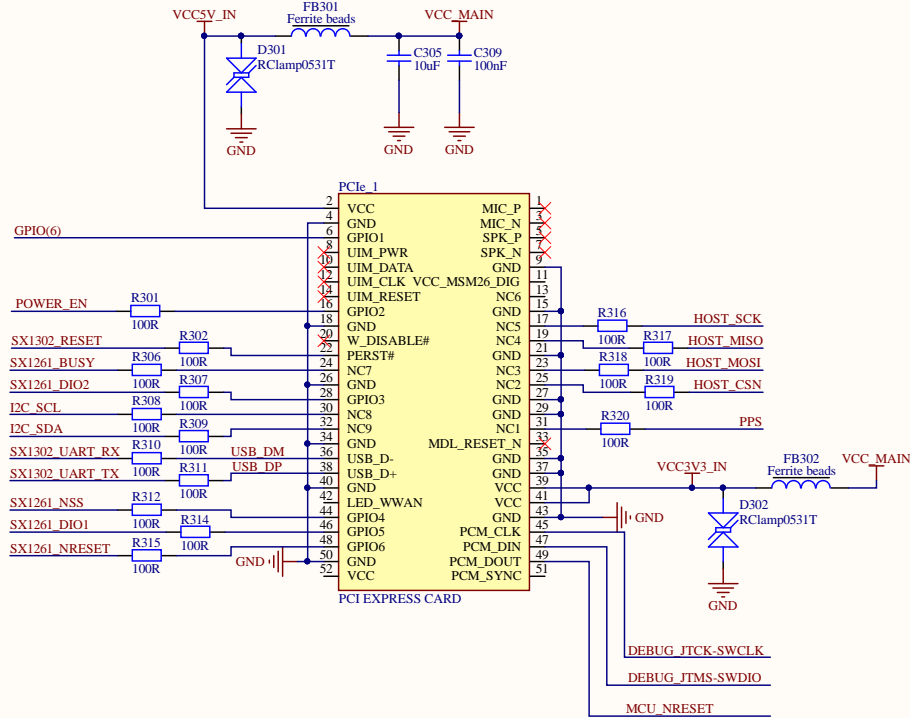 VCC5V_IN
FB301
Ferrite beads
VCC_MAIN
D301
RClamp0531T
C305
10uF
C309
100nF
GND
GND
GND
PCIe_1
2 VCC MIC_P 1
4 GND MIC_N 3
GPIO(6) 6 GPIO1 SPK_P 5
8 UIM_PWR SPK_N 7
10 UIM_DATA GND 9
12 UIM_CLK VCC_MSM26_DIG 11
14 UIM_RESET NC6 13
POWER_EN R301 100R 16 GPIO2 GND 15
18 GND NC5 17 R316 100R HOST_SCK
20 W_DISABLE# NC4 19 R317 100R HOST_MISO
SX1302_RESET R302 100R 22 PERST# GND 21
SX1261_BUSY R306 100R 24 NC7 NC3 23 R318 100R HOST_MOSI
26 GND NC2 25 R319 100R HOST_CSN
SX1261_DIO2 R307 100R 28 GPIO3 GND 27
I2C_SCL R308 100R 30 NC8 GND 29
I2C_SDA R309 100R 32 NC9 NC1 31 R320 100R PPS
34 GND MDL_RESET_N 33
SX1302_UART_RX R310 100R USB_DM 36 USB_D- GND 35
SX1302_UART_TX R311 100R USB_DP 38 USB_D+ GND 37
40 GND VCC 39
42 LED_WWAN VCC 41
SX1261_NSS R312 100R 44 GPIO4 GND 43 GND
SX1261_DIO1 R314 100R 46 GPIO5 PCM_CLK 45
SX1261_NRESET R315 100R 48 GPIO6 PCM_DIN 47
GND 50 GND PCM_DOUT 49
52 VCC PCM_SYNC 51
PCI EXPRESS CARD
VCC3V3_IN
FB302
Ferrite beads
VCC_MAIN
D302
RClamp0531T
GND
DEBUG_JTCK-SWCLK
DEBUG_JTMS-SWDIO
MCU_NRESET